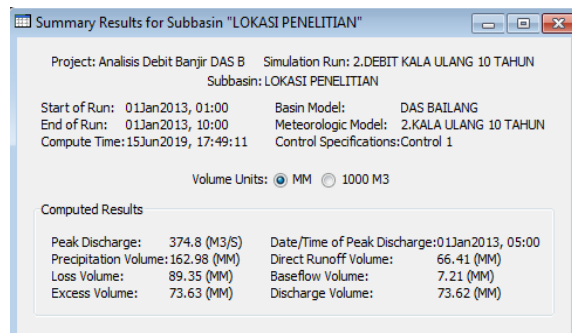 Summary Results for Subbasin "LOKASI PENELITIAN"
Project: Analisis Debit Banjir DAS B Simulation Run: 2.DEBIT KALA ULANG 10 TAHUN
Subbasin: LOKASI PENELITIAN
Start of Run: 01Jan2013, 01:00 Basin Model: DAS BAILANG
End of Run: 01Jan2013, 10:00 Meteorologic Model: 2.KALA ULANG 10 TAHUN
Compute Time:15Jun2019, 17:49:11 Control Specifications:Control 1
Volume Units: MM 1000 M3
Computed Results
Peak Discharge: 374.8 (M3/S) Date/Time of Peak Discharge:01Jan2013, 05:00
Precipitation Volume:162.98 (MM) Direct Runoff Volume: 66.41 (MM)
Loss Volume: 89.35 (MM) Baseflow Volume: 7.21 (MM)
Excess Volume: 73.63 (MM) Discharge Volume: 73.62 (MM)